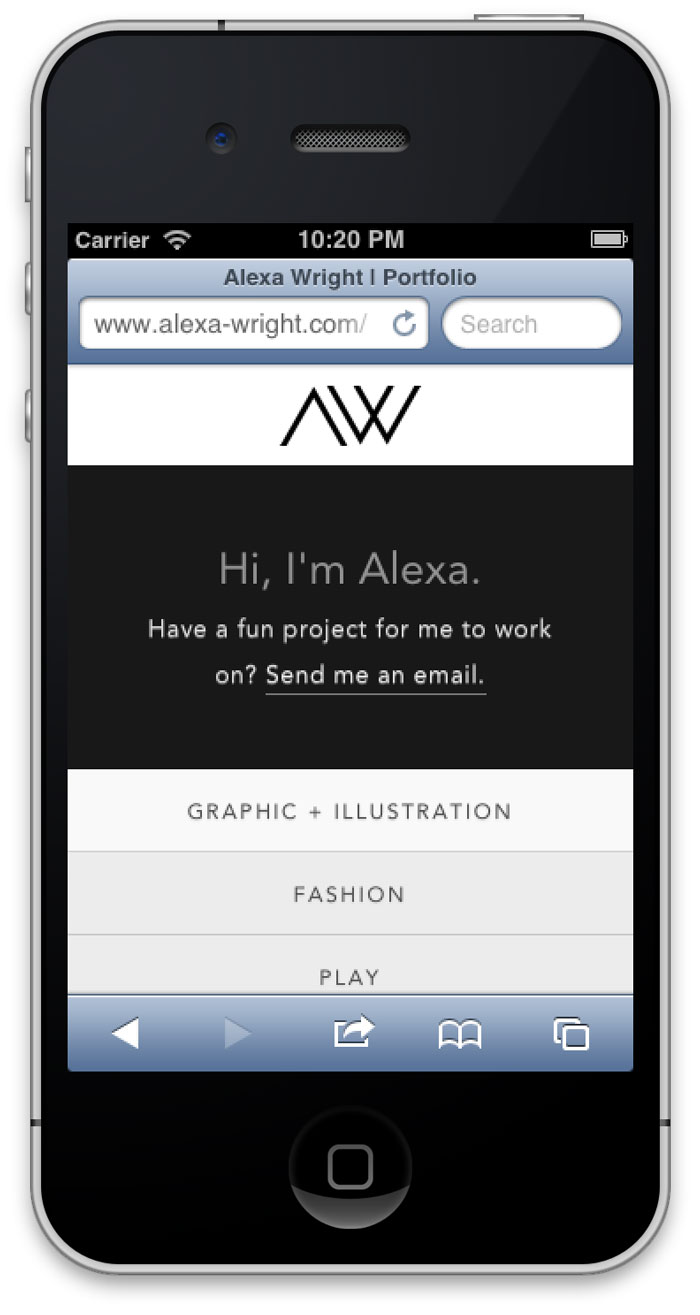 Carrier 10:20 PM
Alexa Wright | Portfolio
www.alexa-wright.com/ Search
AW
Hi, I'm Alexa.
Have a fun project for me to work
on? Send me an email.
GRAPHIC + ILLUSTRATION
FASHION
PLAY